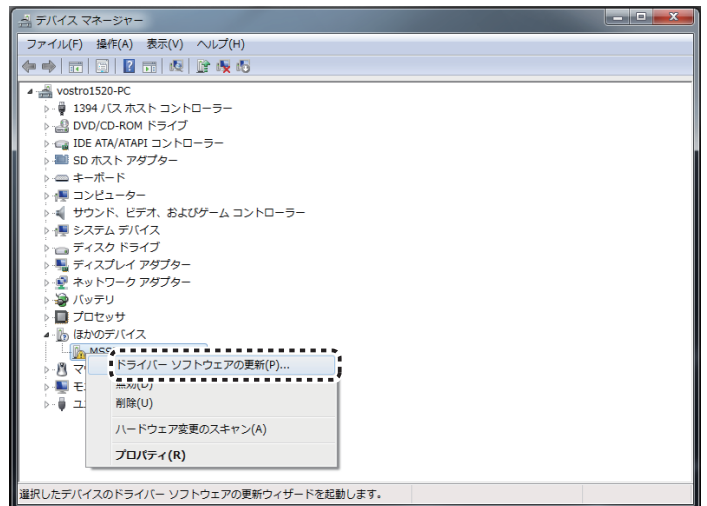 デバイス マネージャー
ファイル(F) 操作(A) 表示(V) ヘルプ(H)
vostro1520-PC
1394 バス ホスト コントローラー
DVD/CD-ROM ドライブ
IDE ATA/ATAPI コントローラー
SD ホスト アダプター
キーボード
コンピューター
サウンド、ビデオ、およびゲーム コントローラー
システム デバイス
ディスク ドライブ
ディスプレイ アダプター
ネットワーク アダプター
バッテリ
プロセッサ
ほかのデバイス
ドライバー ソフトウェアの更新(P)...
無効(D)
削除(U)
ハードウェア変更のスキャン(A)
プロパティ(R)
選択したデバイスのドライバー ソフトウェアの更新ウィザードを起動します。